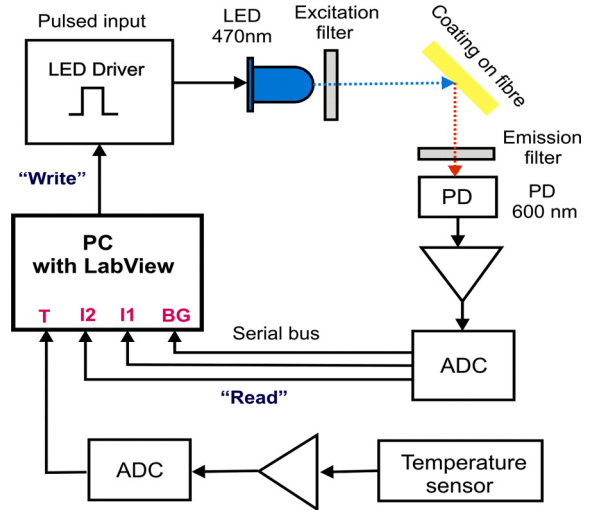 Pulsed input
LED
470nm
Excitation
filter
Coating on fibre
LED Driver
Emission
filter
“Write”
PD
PD
600 nm
PC
with LabView
T I2 I1 BG
Serial bus
ADC
“Read”
ADC
Temperature
sensor